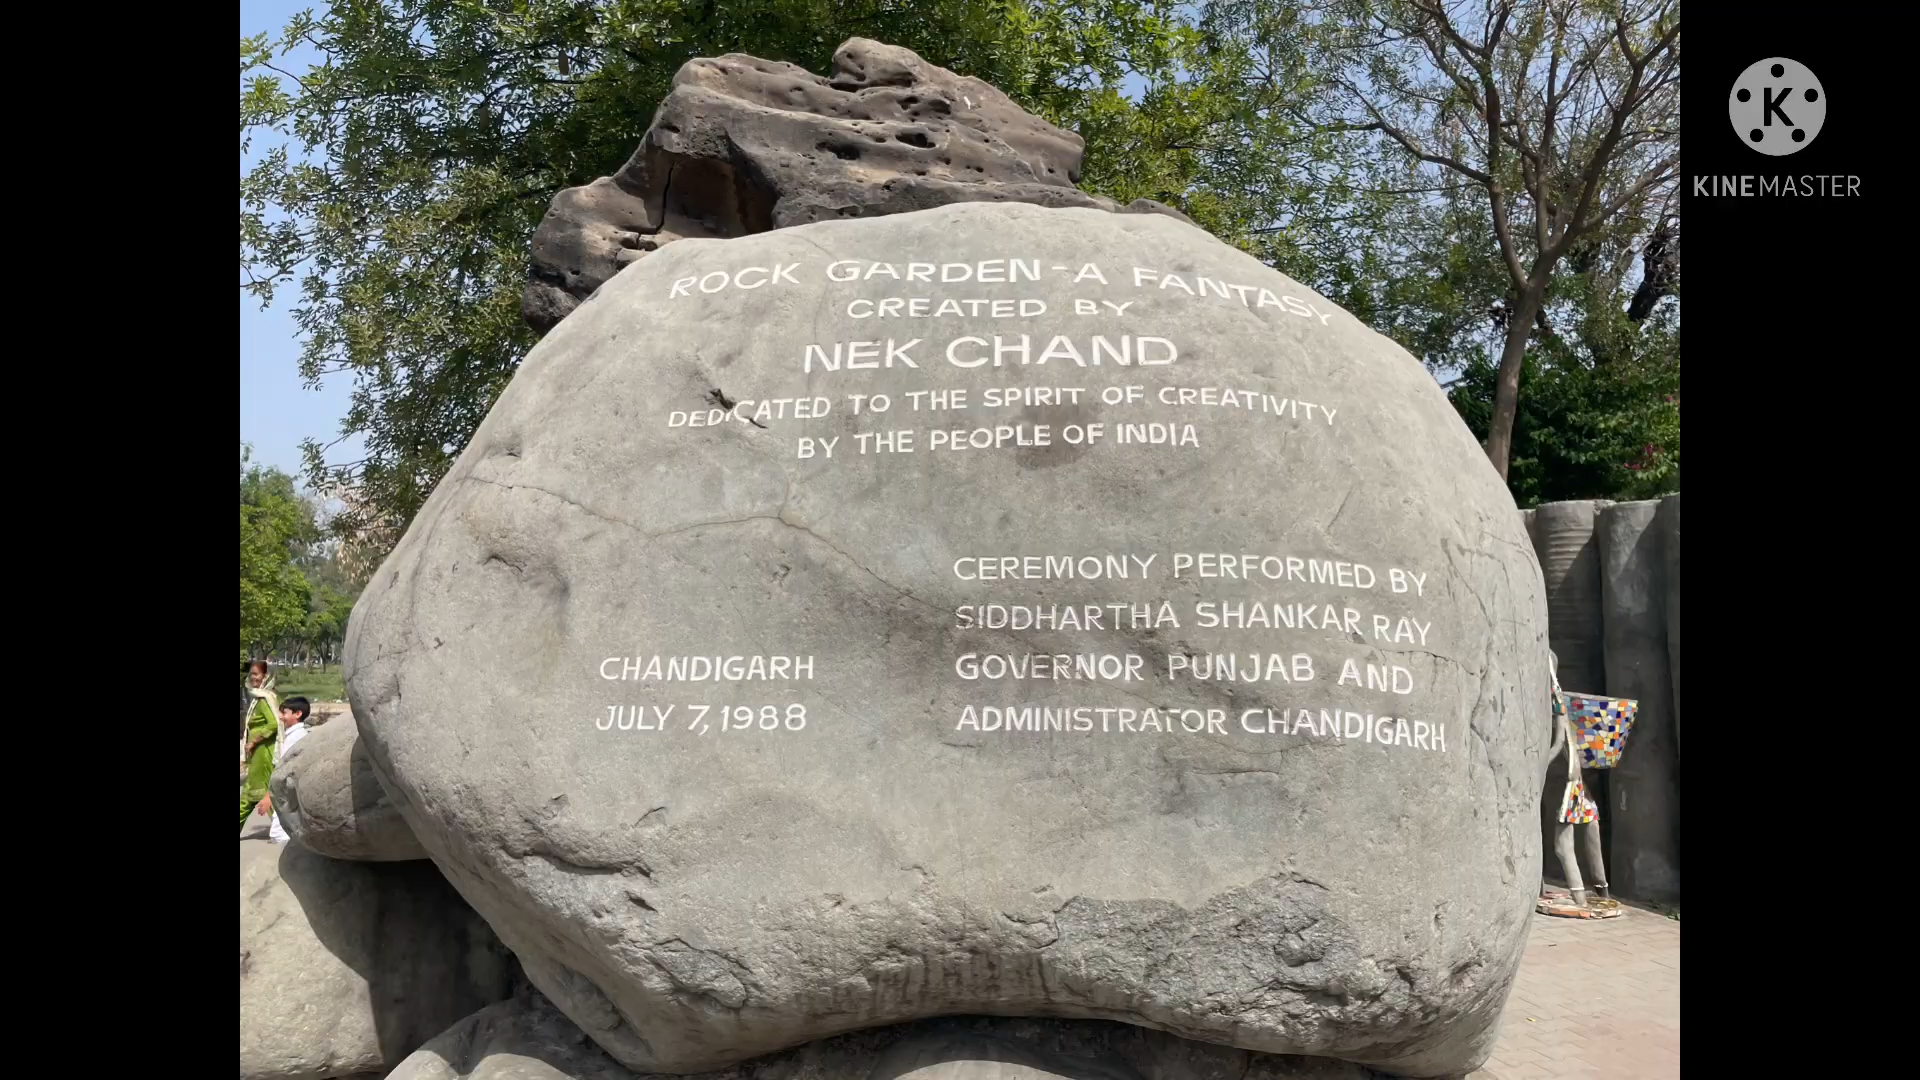 ROCK GARDEN-A FANTASY
CREATED BY
NEK CHAND
DEDICATED TO THE SPIRIT OF CREATIVITY
BY THE PEOPLE OF INDIA
CEREMONY PERFORMED BY
SIDDHARTHA SHANKAR RAY
GOVERNOR PUNJAB AND
ADMINISTRATOR CHANDIGARH
CHANDIGARH
JULY 7, 1988
K
KINEMASTER